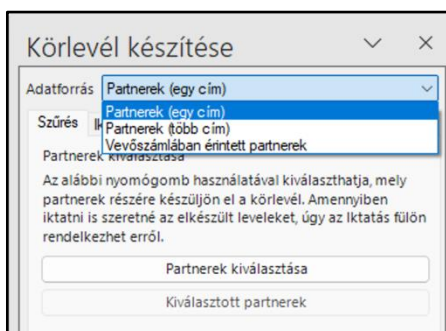 Körlevél készítése
Adatforrás Partnerek (egy cím)
Partnerek (egy cím)
Szűrés
Partnerek (több cím)
Vevőszámlában érintett partnerek
Partnerek kiválasztása
Az alábbi nyomógomb használatával kiválaszthatja, mely
partnerek részére készüljön el a körlevél. Amennyiben
iktatni is szeretné az elkészült leveleket, úgy az Iktatás fülön
rendelkezhet erről.
Partnerek kiválasztása
Kiválasztott partnerek